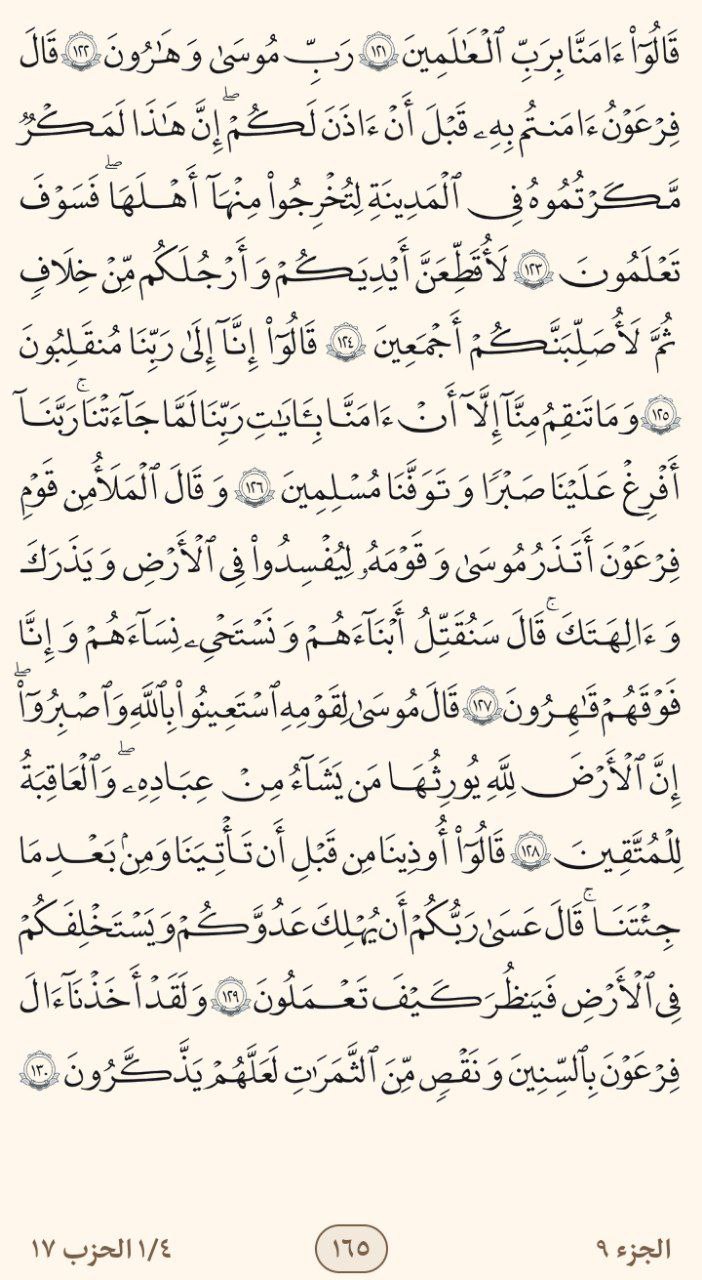 قَالُوٓا۟ ءَامَنَّا بِرَبِّ ٱلْعَـٰلَمِينَ ١٢١ رَبِّ مُوسَىٰ وَهَـٰرُونَ ١٢٢ قَالَ
فِرْعَوْنُ ءَامَنتُم بِهِۦ قَبْلَ أَنْ ءَاذَنَ لَكُمْ ۖ إِنَّ هَـٰذَا لَمَكْرٌ
مَّكَرْتُمُوهُ فِى ٱلْمَدِينَةِ لِتُخْرِجُوا۟ مِنْهَآ أَهْلَهَا ۖ فَسَوْفَ
تَعْلَمُونَ ١٢٣ لَأُقَطِّعَنَّ أَيْدِيَكُمْ وَأَرْجُلَكُم مِّنْ خِلَـٰفٍ
ثُمَّ لَأُصَلِّبَنَّكُمْ أَجْمَعِينَ ١٢٤ قَالُوٓا۟ إِنَّآ إِلَىٰ رَبِّنَا مُنقَلِبُونَ
١٢٥ وَمَا تَنقِمُ مِنَّآ إِلَّآ أَنْ ءَامَنَّا بِـَٔايَـٰتِ رَبِّنَا لَمَّا جَآءَتْنَا ۚ رَبَّنَآ
أَفْرِغْ عَلَيْنَا صَبْرًا وَتَوَفَّنَا مُسْلِمِينَ ١٢٦ وَقَالَ ٱلْمَلَأُ مِن قَوْمِ
فِرْعَوْنَ أَتَذَرُ مُوسَىٰ وَقَوْمَهُۥ لِيُفْسِدُوا۟ فِى ٱلْأَرْضِ وَيَذَرَكَ
وَءَالِهَتَكَ ۚ قَالَ سَنُقَتِّلُ أَبْنَآءَهُمْ وَنَسْتَحْىِۦ نِسَآءَهُمْ وَإِنَّا
فَوْقَهُمْ قَـٰهِرُونَ ١٢٧ قَالَ مُوسَىٰ لِقَوْمِهِ ٱسْتَعِينُوا۟ بِٱللَّهِ وَٱصْبِرُوٓا۟ ۖ
إِنَّ ٱلْأَرْضَ لِلَّهِ يُورِثُهَا مَن يَشَآءُ مِنْ عِبَادِهِۦ ۖ وَٱلْعَـٰقِبَةُ
لِلْمُتَّقِينَ ١٢٨ قَالُوٓا۟ أُوذِينَا مِن قَبْلِ أَن تَأْتِيَنَا وَمِنۢ بَعْدِ مَا
جِئْتَنَا ۚ قَالَ عَسَىٰ رَبُّكُمْ أَن يُهْلِكَ عَدُوَّكُمْ وَيَسْتَخْلِفَكُمْ
فِى ٱلْأَرْضِ فَيَنظُرَ كَيْفَ تَعْمَلُونَ ١٢٩ وَلَقَدْ أَخَذْنَآ ءَالَ
فِرْعَوْنَ بِٱلسِّنِينَ وَنَقْصٍ مِّنَ ٱلثَّمَرَٰتِ لَعَلَّهُمْ يَذَّكَّرُونَ ١٣٠
الجزء ٩ ١٦٥ ١/٤ الحزب ١٧